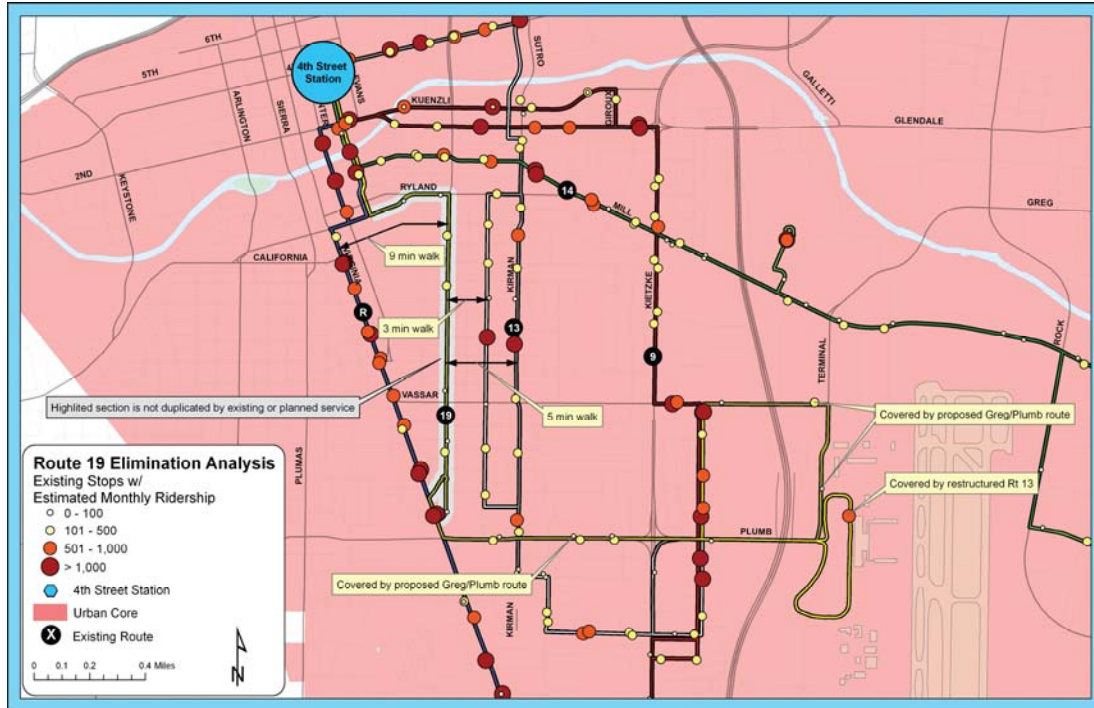 6TH
5TH
4TH
4th Street
Station
EVANS
SUTRO
GALLETTI
ARLINGTON
SIERRA
KUENZLI
GIROUX
GLENDALE
2ND
KEYSTONE
RYLAND
14
MILL
GREG
CALIFORNIA
9 min walk
VIRGINIA
KIRMAN
KIETZKE
R
3 min walk
13
9
TERMINAL
ROCK
Highlited section is not duplicated by existing or planned service
VASSAR
19
5 min walk
Covered by proposed Greg/Plumb route
PLUMAS
Covered by restructured Rt 13
PLUMB
Covered by proposed Greg/Plumb route
KIRMAN
Route 19 Elimination Analysis
Existing Stops w/
Estimated Monthly Ridership
0 - 100
101 - 500
501 - 1,000
> 1,000
4th Street Station
Urban Core
X Existing Route
0 0.1 0.2 0.4 Miles
N